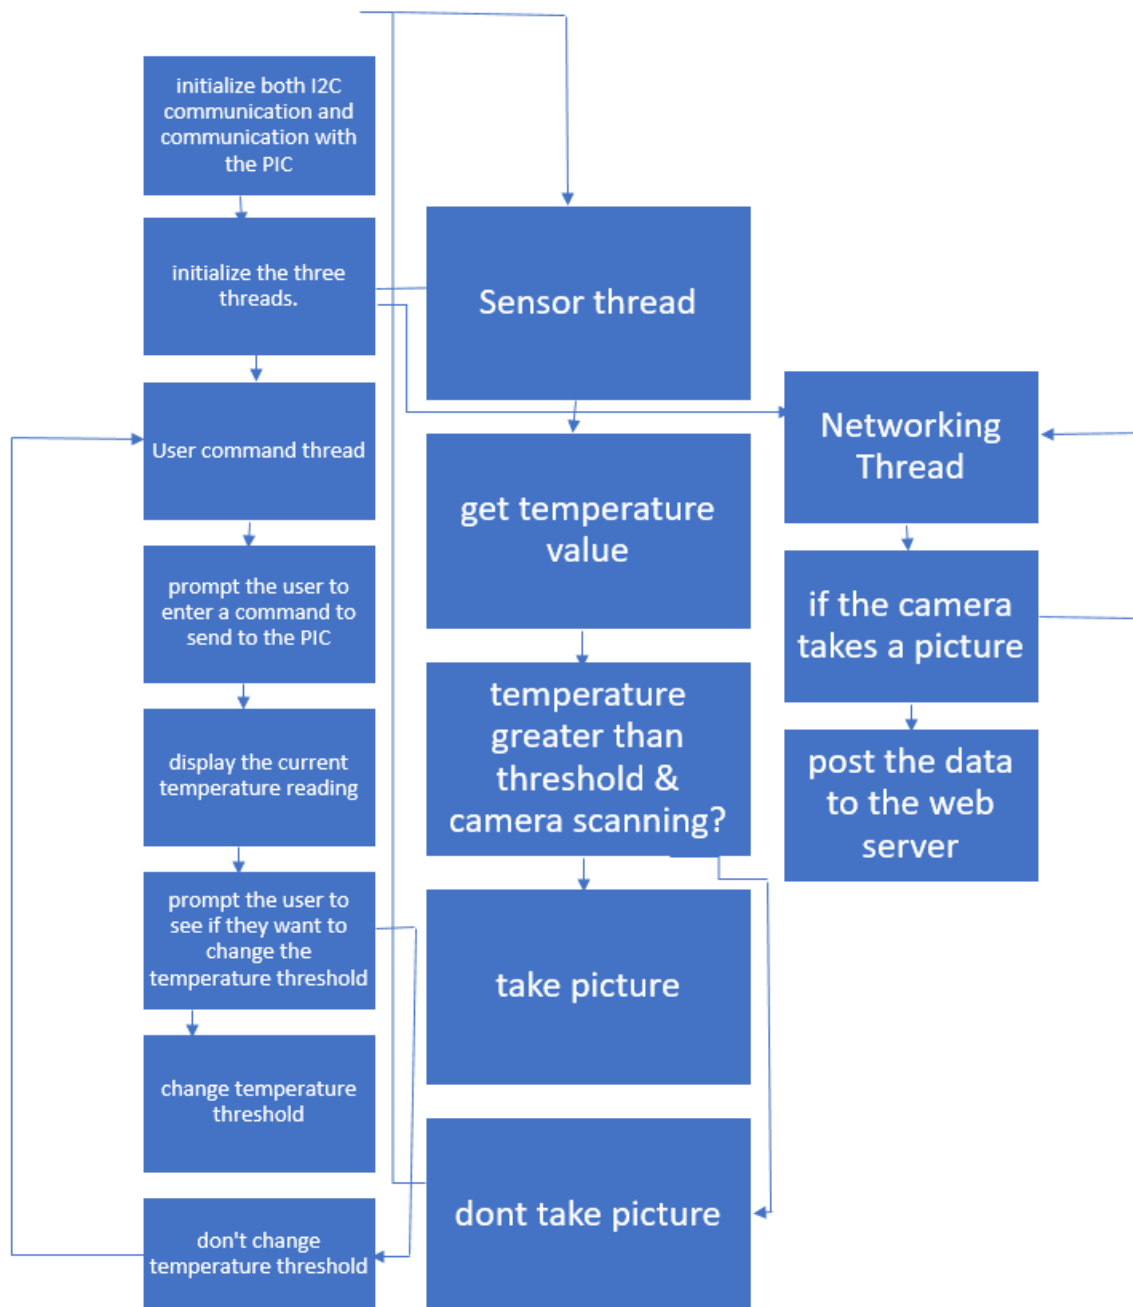 initialize both I2C
communication and
communication with
the PIC
initialize the three
threads.
User command thread
prompt the user to
enter a command to
send to the PIC
display the current
temperature reading
prompt the user to
see if they want to
change the
temperature threshold
change temperature
threshold
don't change
temperature threshold
Sensor thread
get temperature
value
temperature
greater than
threshold &
camera scanning?
take picture
dont take picture
Networking
Thread
if the camera
takes a picture
post the data
to the web
server